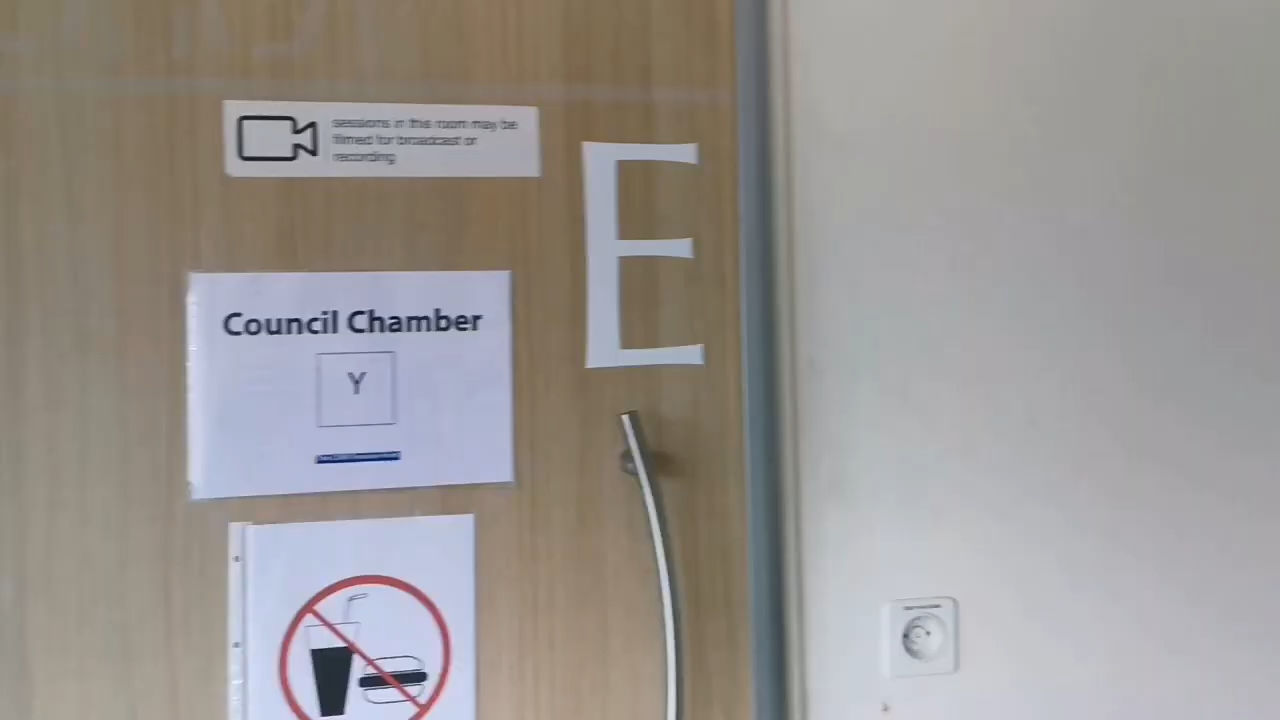 sessions in this room may be
filmed for broadcast or
recording
E
Council Chamber
Y